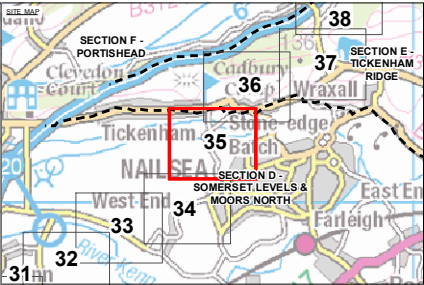 SITE MAP
38
SECTION F -
PORTISHEAD
SECTION E -
TICKENHAM
RIDGE
36
37
Clevedon
Court
Cadbury
Camp
Wraxall
Tickenham
35
Stone-edge
Batch
NAILSEA
SECTION D -
SOMERSET LEVELS &
MOORS NORTH
20
West End
East En
34
33
Farleigh
River Kenn
32
31